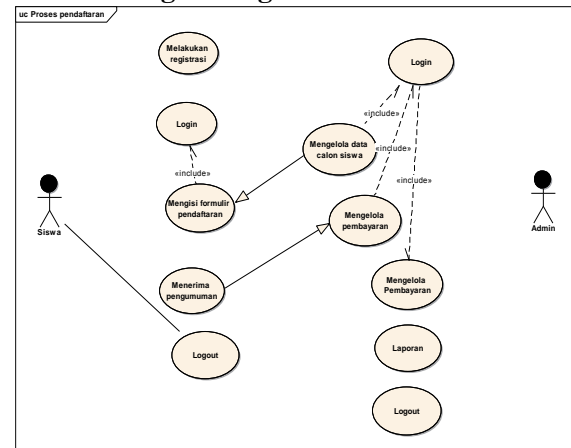 uc Proses pendaftaran
Melakukan
registrasi
Login
Login
«include»
Mengelola data
calon siswa
«include»
«include»
«include»
Mengisi formulir
pendaftaran
Mengelola
pembayaran
Siswa
Admin
Menerima
pengumuman
Mengelola
Pembayaran
Logout
Laporan
Logout